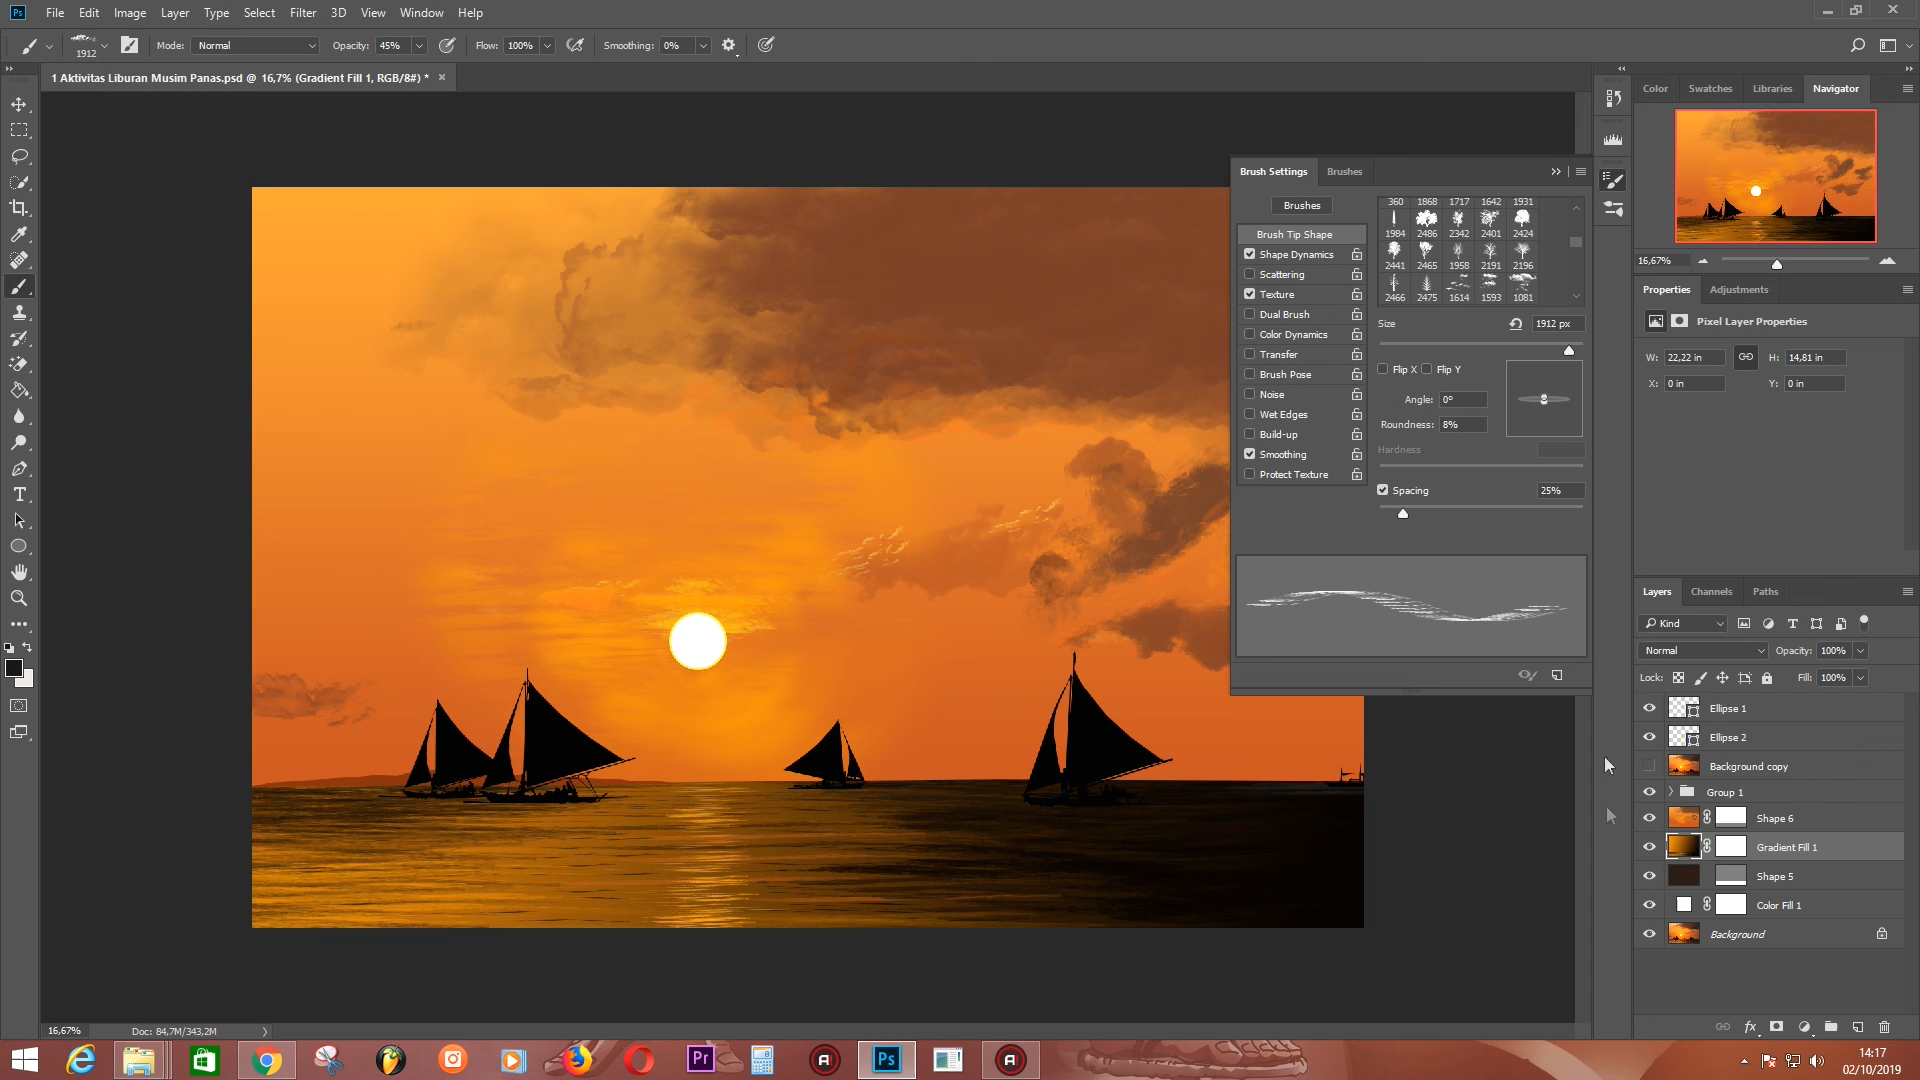 Ps File Edit Image Layer Type Select Filter 3D View Window Help
1912 Mode: Normal Opacity: 45% Flow: 100% Smoothing: 0%
1 Aktivitas Liburan Musim Panas.psd @ 16,7% (Gradient Fill 1, RGB/8#) * ×
Color Swatches Libraries Navigator
16,67%
Brush Settings Brushes
Brushes
Brush Tip Shape
Shape Dynamics
Scattering
Texture
Dual Brush
Color Dynamics
Transfer
Brush Pose
Noise
Wet Edges
Build-up
Smoothing
Protect Texture
360 1868 1717 1642 1931
1984 2486 2342 2401 2424
2441 2465 1958 2191 2196
2466 2475 1614 1593 1081
Size 1912 px
Flip X Flip Y
Angle: 0°
Roundness: 8%
Hardness
Spacing 25%
Properties Adjustments
Pixel Layer Properties
W: 22,22 in H: 14,81 in
X: 0 in Y: 0 in
Layers Channels Paths
Kind
Normal Opacity: 100%
Lock: Fill: 100%
Ellipse 1
Ellipse 2
Background copy
Group 1
Shape 6
Gradient Fill 1
Shape 5
Color Fill 1
Background
fx
16,67% Doc: 84,7M/343,2M
Pr Ps
14:17
02/10/2019